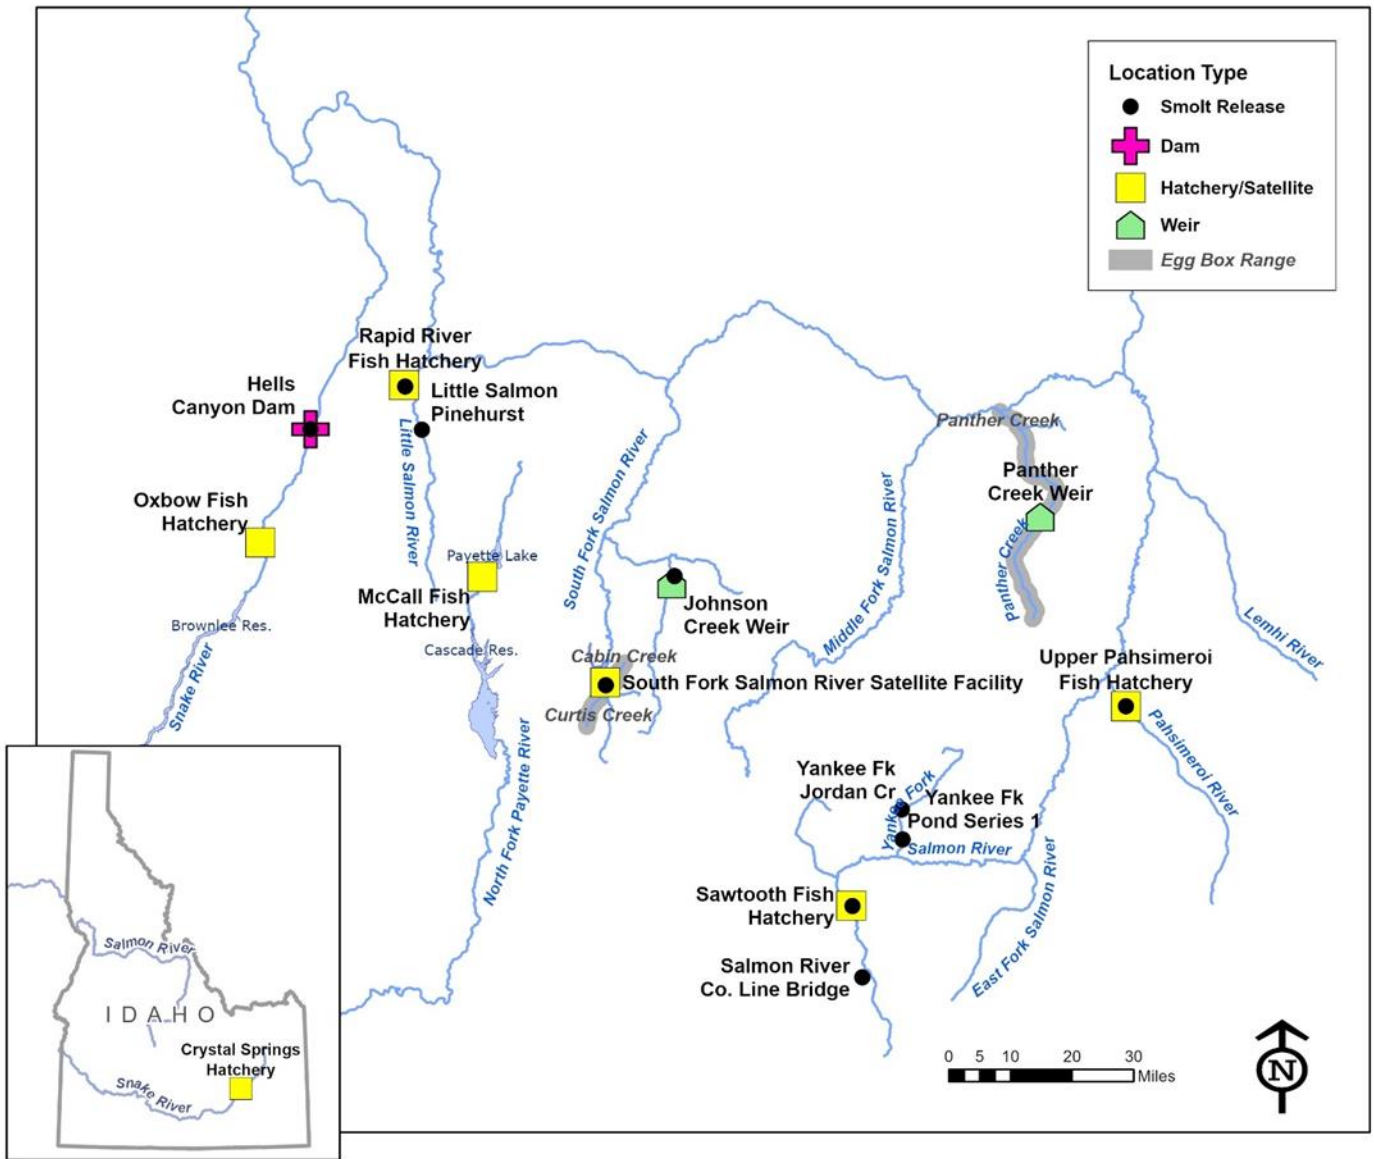 Location Type
Smolt Release
Dam
Hatchery/Satellite
Weir
Egg Box Range
Rapid River
Fish Hatchery
Hells
Canyon Dam
Little Salmon
Pinehurst
Little Salmon River
Panther Creek
South Fork Salmon River
Panther
Creek Weir
Oxbow Fish
Hatchery
Middle Fork Salmon River
Panther Creek
Payette Lake
McCall Fish
Hatchery
Johnson
Creek Weir
Brownlee Res.
Lemhi River
Snake River
Cascade Res.
Cabin Creek
South Fork Salmon River Satellite Facility
Curtis Creek
Upper Pahsimeroi
Fish Hatchery
Pahsimeroi River
North Fork Payette River
Yankee Fk
Jordan Cr
Yankee Fork
Yankee Fk
Pond Series 1
Salmon River
East Fork Salmon River
Sawtooth Fish
Hatchery
Salmon River
Co. Line Bridge
Salmon River
IDAHO
Crystal Springs
Hatchery
Snake River
0 5 10 20 30
Miles
N